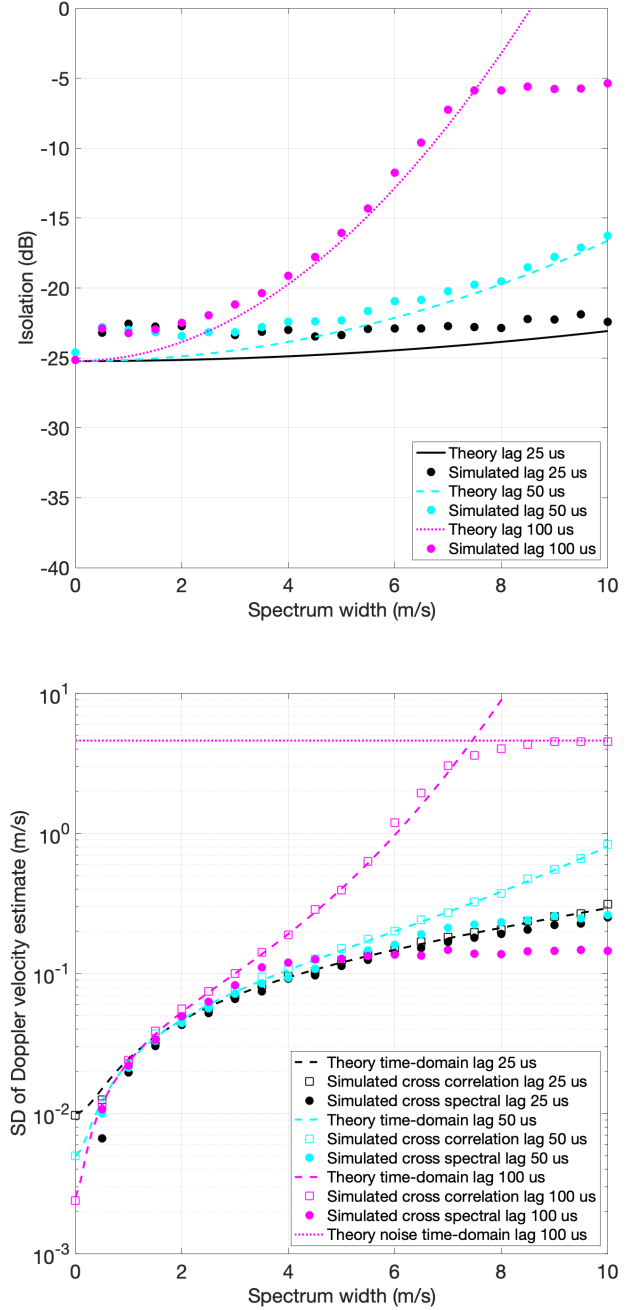 0
-5
-10
-15
-20
-25
-30
-35
-40
Isolation (dB)
Theory lag 25 us
Simulated lag 25 us
Theory lag 50 us
Simulated lag 50 us
Theory lag 100 us
Simulated lag 100 us
0 2 4 6 8 10
Spectrum width (m/s)
10^1
10^0
10^-1
10^-2
10^-3
SD of Doppler velocity estimate (m/s)
Theory time-domain lag 25 us
Simulated cross correlation lag 25 us
Simulated cross spectral lag 25 us
Theory time-domain lag 50 us
Simulated cross correlation lag 50 us
Simulated cross spectral lag 50 us
Theory time-domain lag 100 us
Simulated cross correlation lag 100 us
Simulated cross spectral lag 100 us
Theory noise time-domain lag 100 us
0 2 4 6 8 10
Spectrum width (m/s)